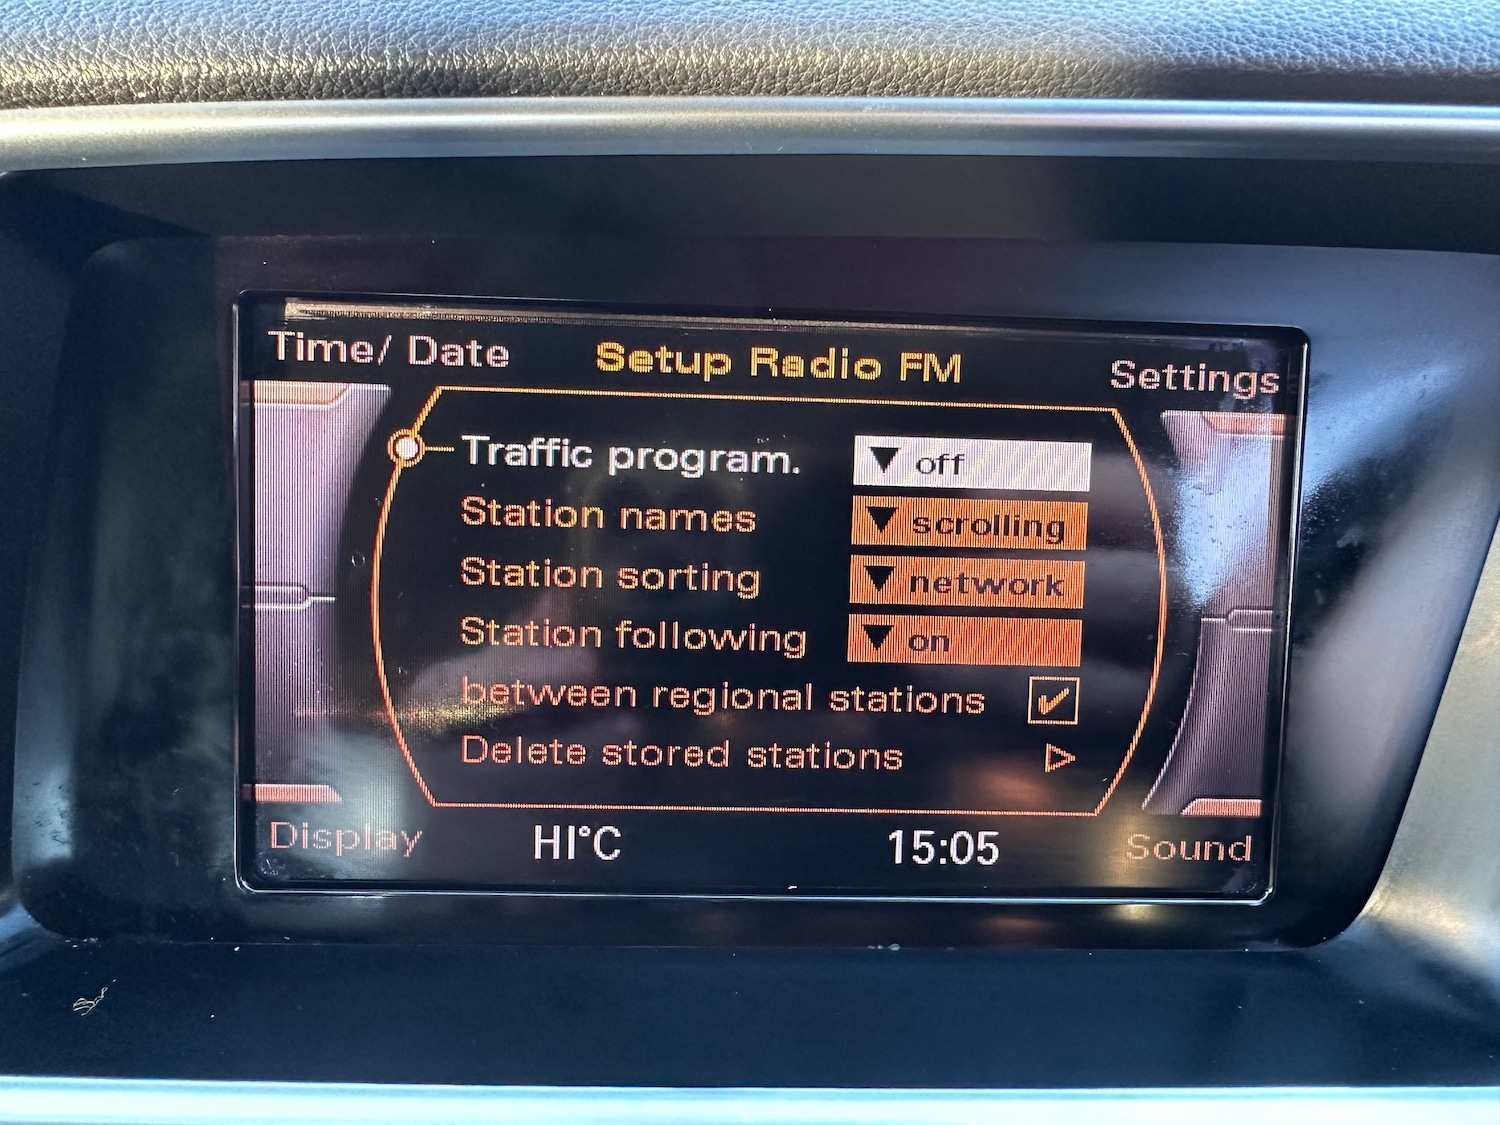 Time/ Date Setup Radio FM Settings
Traffic program. off
Station names scrolling
Station sorting network
Station following on
between regional stations
Delete stored stations
Display HI°C 15:05 Sound